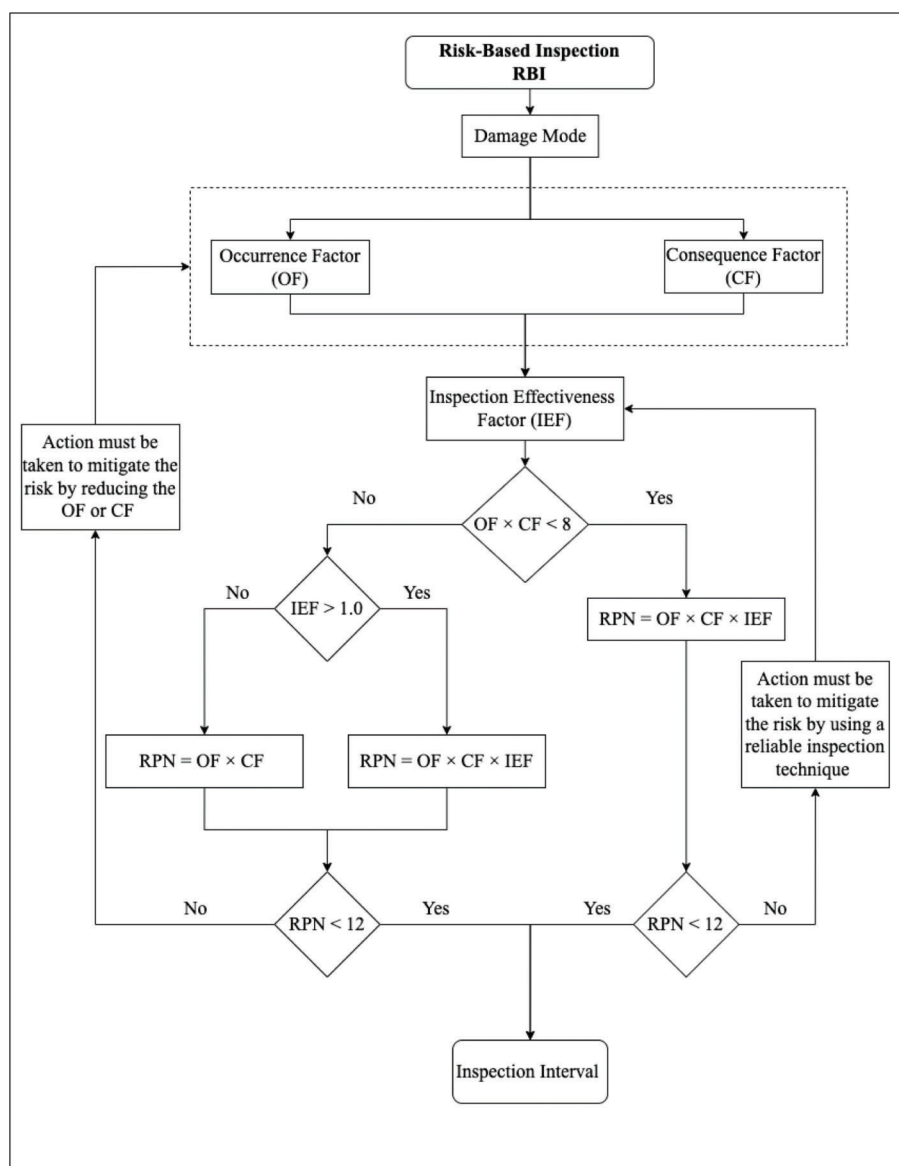 Risk-Based Inspection
RBI
Damage Mode
Occurrence Factor
(OF)
Consequence Factor
(CF)
Inspection Effectiveness
Factor (IEF)
Action must be
taken to mitigate the
risk by reducing the
OF or CF
No
OF × CF < 8
Yes
No
IEF > 1.0
Yes
RPN = OF × CF × IEF
Action must be
taken to mitigate
the risk by using a
reliable inspection
technique
RPN = OF × CF
RPN = OF × CF × IEF
No
RPN < 12
Yes
Yes
RPN < 12
No
Inspection Interval